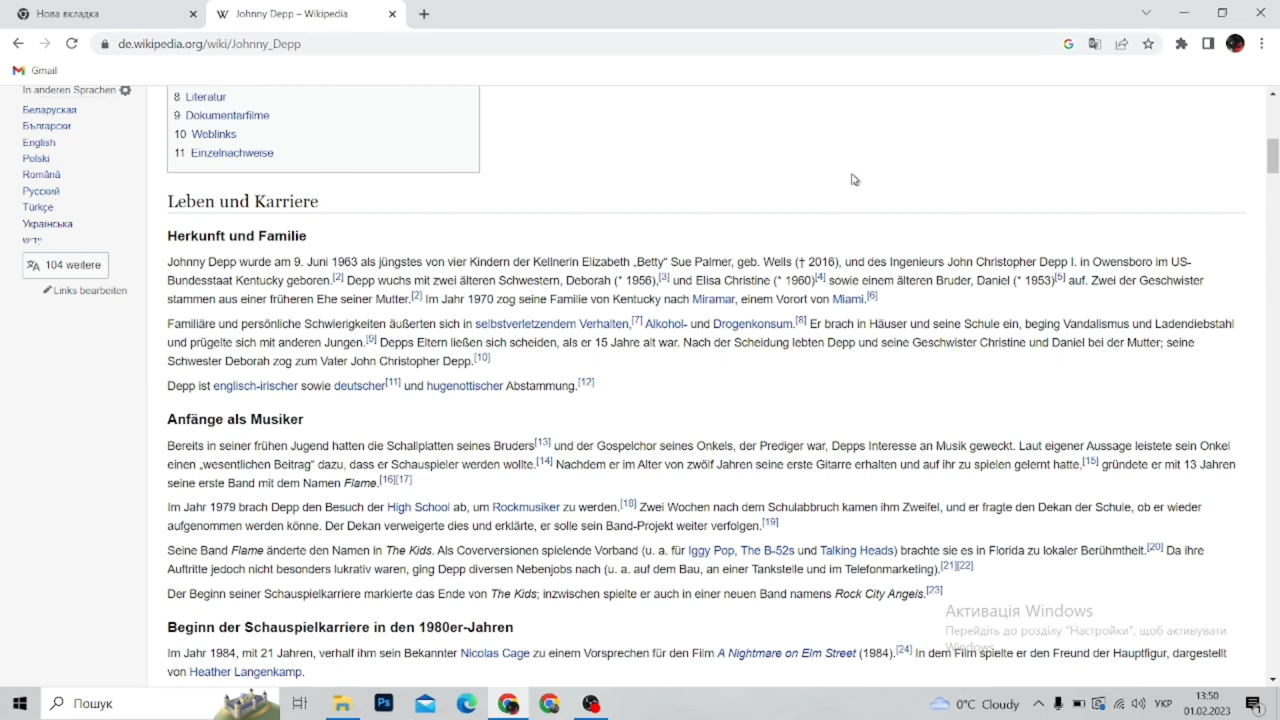 Нова вкладка
Johnny Depp – Wikipedia
de.wikipedia.org/wiki/Johnny_Depp
Gmail
In anderen Sprachen
Беларуская
Български
English
Polski
Română
Русский
Türkçe
Українська
ייִדיש
104 weitere
Links bearbeiten
8 Literatur
9 Dokumentarfilme
10 Weblinks
11 Einzelnachweise
Leben und Karriere
Herkunft und Familie
Johnny Depp wurde am 9. Juni 1963 als jüngstes von vier Kindern der Kellnerin Elizabeth „Betty“ Sue Palmer, geb. Wells († 2016), und des Ingenieurs John Christopher Depp I. in Owensboro im US-
Bundesstaat Kentucky geboren.[2] Depp wuchs mit zwei älteren Schwestern, Deborah (* 1956),[3] und Elisa Christine (* 1960)[4] sowie einem älteren Bruder, Daniel (* 1953)[5] auf. Zwei der Geschwister
stammen aus einer früheren Ehe seiner Mutter.[2] Im Jahr 1970 zog seine Familie von Kentucky nach Miramar, einem Vorort von Miami.[6]
Familiäre und persönliche Schwierigkeiten äußerten sich in selbstverletzendem Verhalten,[7] Alkohol- und Drogenkonsum.[8] Er brach in Häuser und seine Schule ein, beging Vandalismus und Ladendiebstahl
und prügelte sich mit anderen Jungen.[9] Depps Eltern ließen sich scheiden, als er 15 Jahre alt war. Nach der Scheidung lebten Depp und seine Geschwister Christine und Daniel bei der Mutter; seine
Schwester Deborah zog zum Vater John Christopher Depp.[10]
Depp ist englisch-irischer sowie deutscher[11] und hugenottischer Abstammung.[12]
Anfänge als Musiker
Bereits in seiner frühen Jugend hatten die Schallplatten seines Bruders[13] und der Gospelchor seines Onkels, der Prediger war, Depps Interesse an Musik geweckt. Laut eigener Aussage leistete sein Onkel
einen „wesentlichen Beitrag“ dazu, dass er Schauspieler werden wollte.[14] Nachdem er im Alter von zwölf Jahren seine erste Gitarre erhalten und auf ihr zu spielen gelernt hatte,[15] gründete er mit 13 Jahren
seine erste Band mit dem Namen Flame.[16][17]
Im Jahr 1979 brach Depp den Besuch der High School ab, um Rockmusiker zu werden.[18] Zwei Wochen nach dem Schulabbruch kamen ihm Zweifel, und er fragte den Dekan der Schule, ob er wieder
aufgenommen werden könne. Der Dekan verweigerte dies und erklärte, er solle sein Band-Projekt weiter verfolgen.[19]
Seine Band Flame änderte den Namen in The Kids. Als Coverversionen spielende Vorband (u. a. für Iggy Pop, The B-52s und Talking Heads) brachte sie es in Florida zu lokaler Berühmtheit.[20] Da ihre
Auftritte jedoch nicht besonders lukrativ waren, ging Depp diversen Nebenjobs nach (u. a. auf dem Bau, an einer Tankstelle und im Telefonmarketing).[21][22]
Der Beginn seiner Schauspielkarriere markierte das Ende von The Kids; inzwischen spielte er auch in einer neuen Band namens Rock City Angels.[23]
Beginn der Schauspielkarriere in den 1980er-Jahren
Im Jahr 1984, mit 21 Jahren, verhalf ihm sein Bekannter Nicolas Cage zu einem Vorsprechen für den Film A Nightmare on Elm Street (1984).[24] In dem Film spielte er den Freund der Hauptfigur, dargestellt
von Heather Langenkamp.
Активація Windows
Перейдіть до розділу "Настройки", щоб активувати
Windows.
Пошук
Ps
0°C Cloudy
УКР
13:50
01.02.2023
1